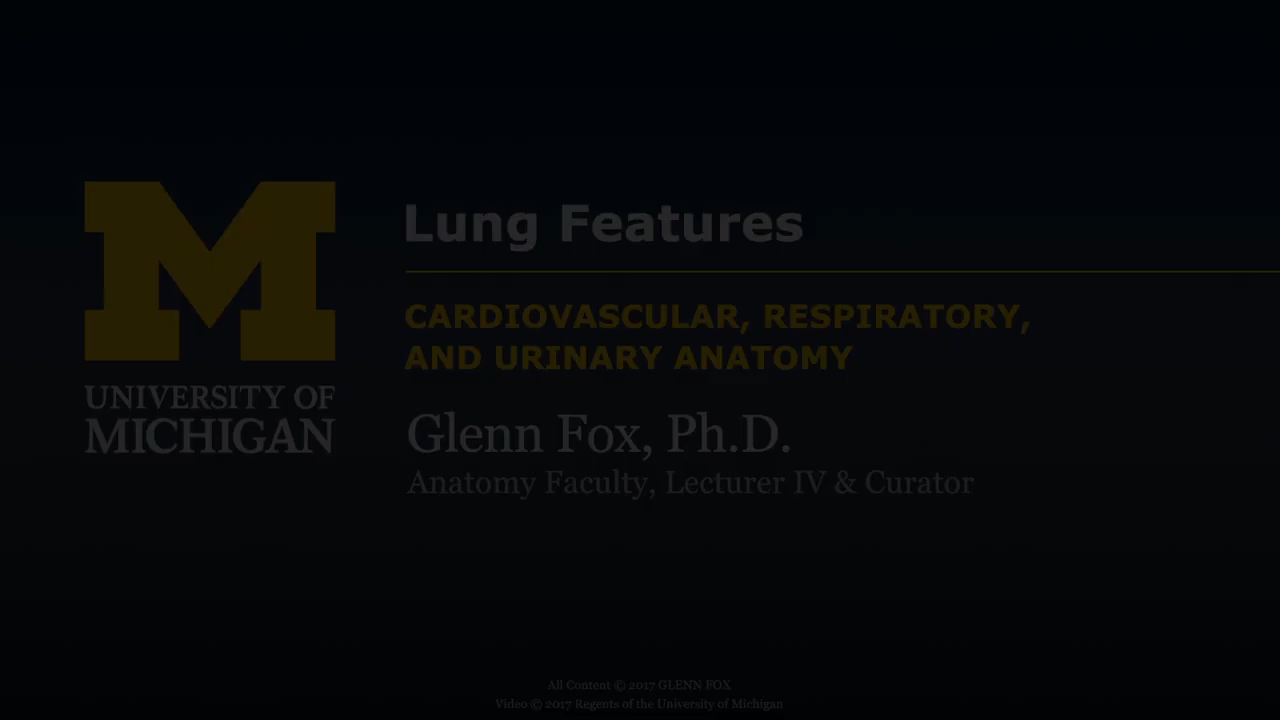 Lung Features
CARDIOVASCULAR, RESPIRATORY,
AND URINARY ANATOMY
M
UNIVERSITY OF
MICHIGAN
Glenn Fox, Ph.D.
Anatomy Faculty, Lecturer IV & Curator
All Content © 2017 GLENN FOX
Video © 2017 Regents of the University of Michigan